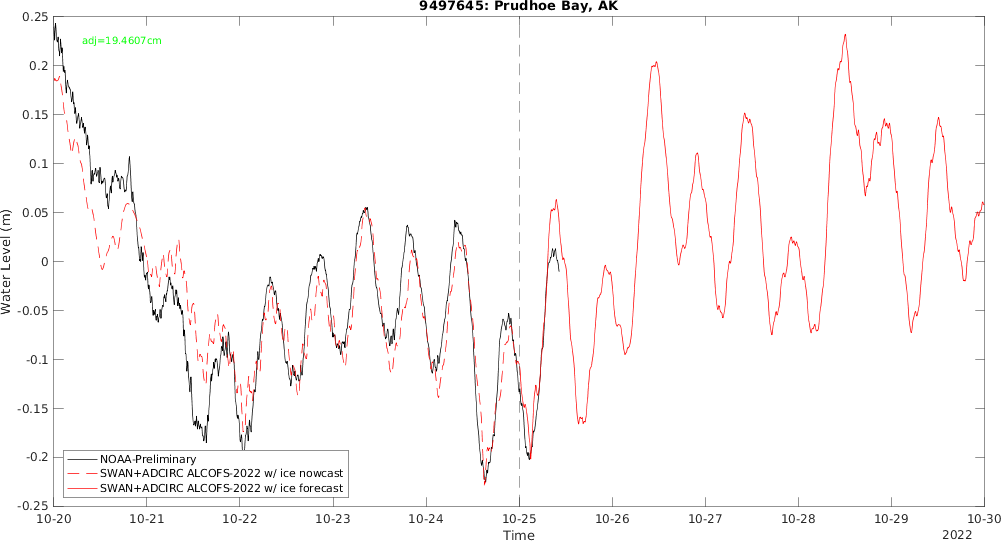 9497645: Prudhoe Bay, AK
adj=19.4607cm
0.25
0.2
0.15
0.1
0.05
0
-0.05
-0.1
-0.15
-0.2
-0.25
Water Level (m)
NOAA-Preliminary
SWAN+ADCIRC ALCOFS-2022 w/ ice nowcast
SWAN+ADCIRC ALCOFS-2022 w/ ice forecast
10-20 10-21 10-22 10-23 10-24 10-25 10-26 10-27 10-28 10-29 10-30
Time
2022